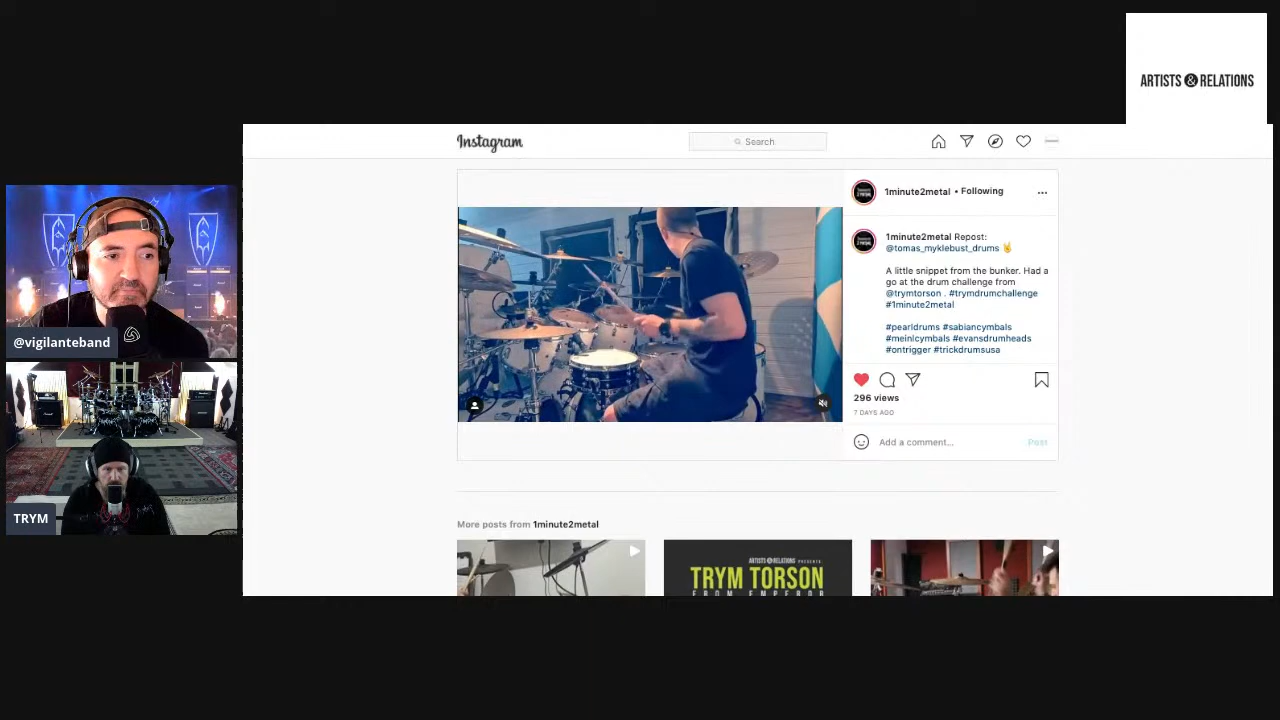 ARTISTS & RELATIONS
Instagram
Search
1minute2metal • Following
1minute2metal Repost:
@tomas_myklebust_drums 🤘
A little snippet from the bunker. Had a
go at the drum challenge from
@trymtorson . #trymdrumchallenge
#1minute2metal
#pearldrums #sabiancymbals
#meinlcymbals #evansdrumheads
#ontrigger #trickdrumsusa
296 views
7 DAYS AGO
Add a comment...
Post
@vigilanteband
TRYM
More posts from 1minute2metal
ARTISTS & RELATIONS PRESENTS
TRYM TORSON
FROM EMPEROR